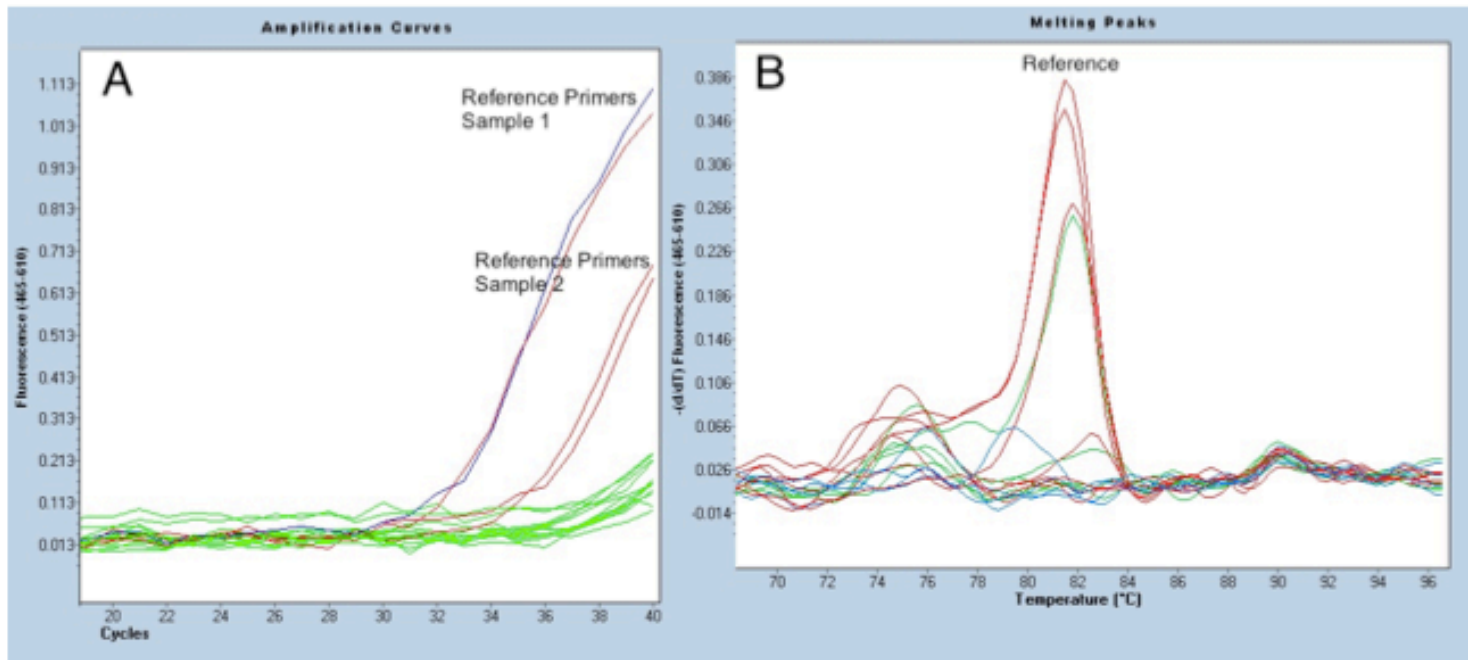 Amplification Curves
A
Reference Primers
Sample 1
Reference Primers
Sample 2
Fluorescence (465-610)
1.113
1.013
0.913
0.813
0.713
0.613
0.513
0.413
0.313
0.213
0.113
0.013
20 22 24 26 28 30 32 34 36 38 40
Cycles
Melting Peaks
B
Reference
-(d/dT) Fluorescence (465-610)
0.386
0.346
0.306
0.266
0.226
0.186
0.146
0.106
0.066
0.026
-0.014
70 72 74 76 78 80 82 84 86 88 90 92 94 96
Temperature [°C]